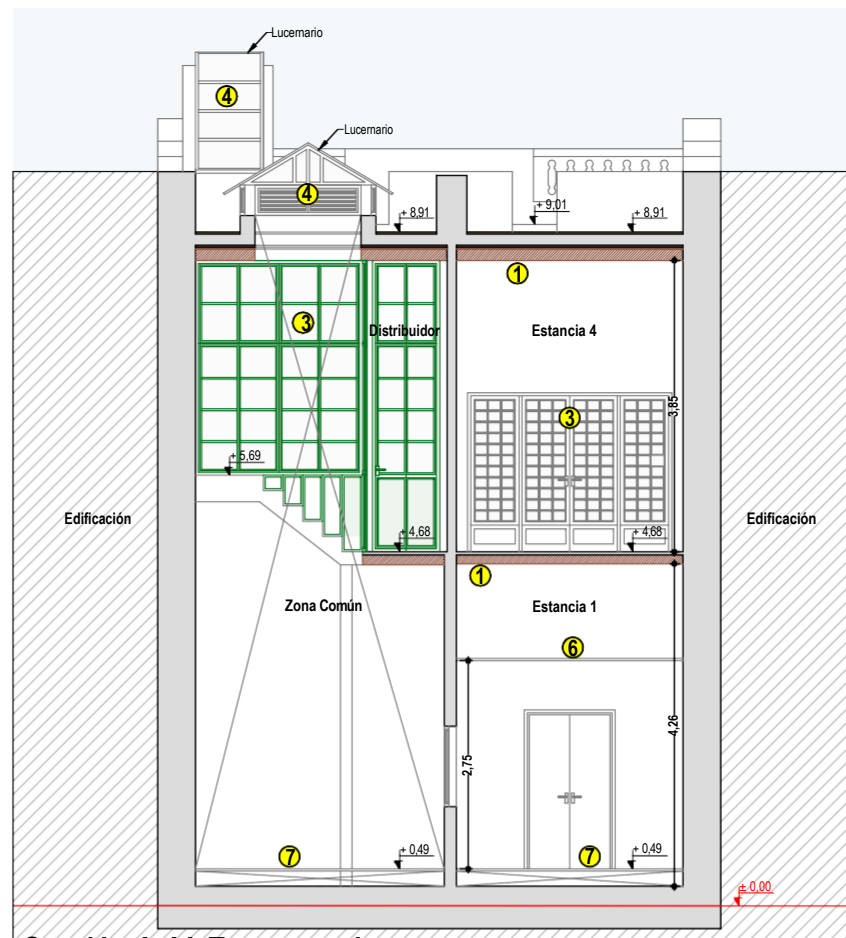 Lucernario
4
Lucernario
4
+ 8,91
+ 9,01
+ 8,91
1
3
Distribuidor
Estancia 4
3,85
3
+ 5,69
Edificación
Edificación
+ 4,68
+ 4,68
1
Zona Común
Estancia 1
6
4,26
2,75
+ 0,49
+ 0,49
7
7
± 0,00